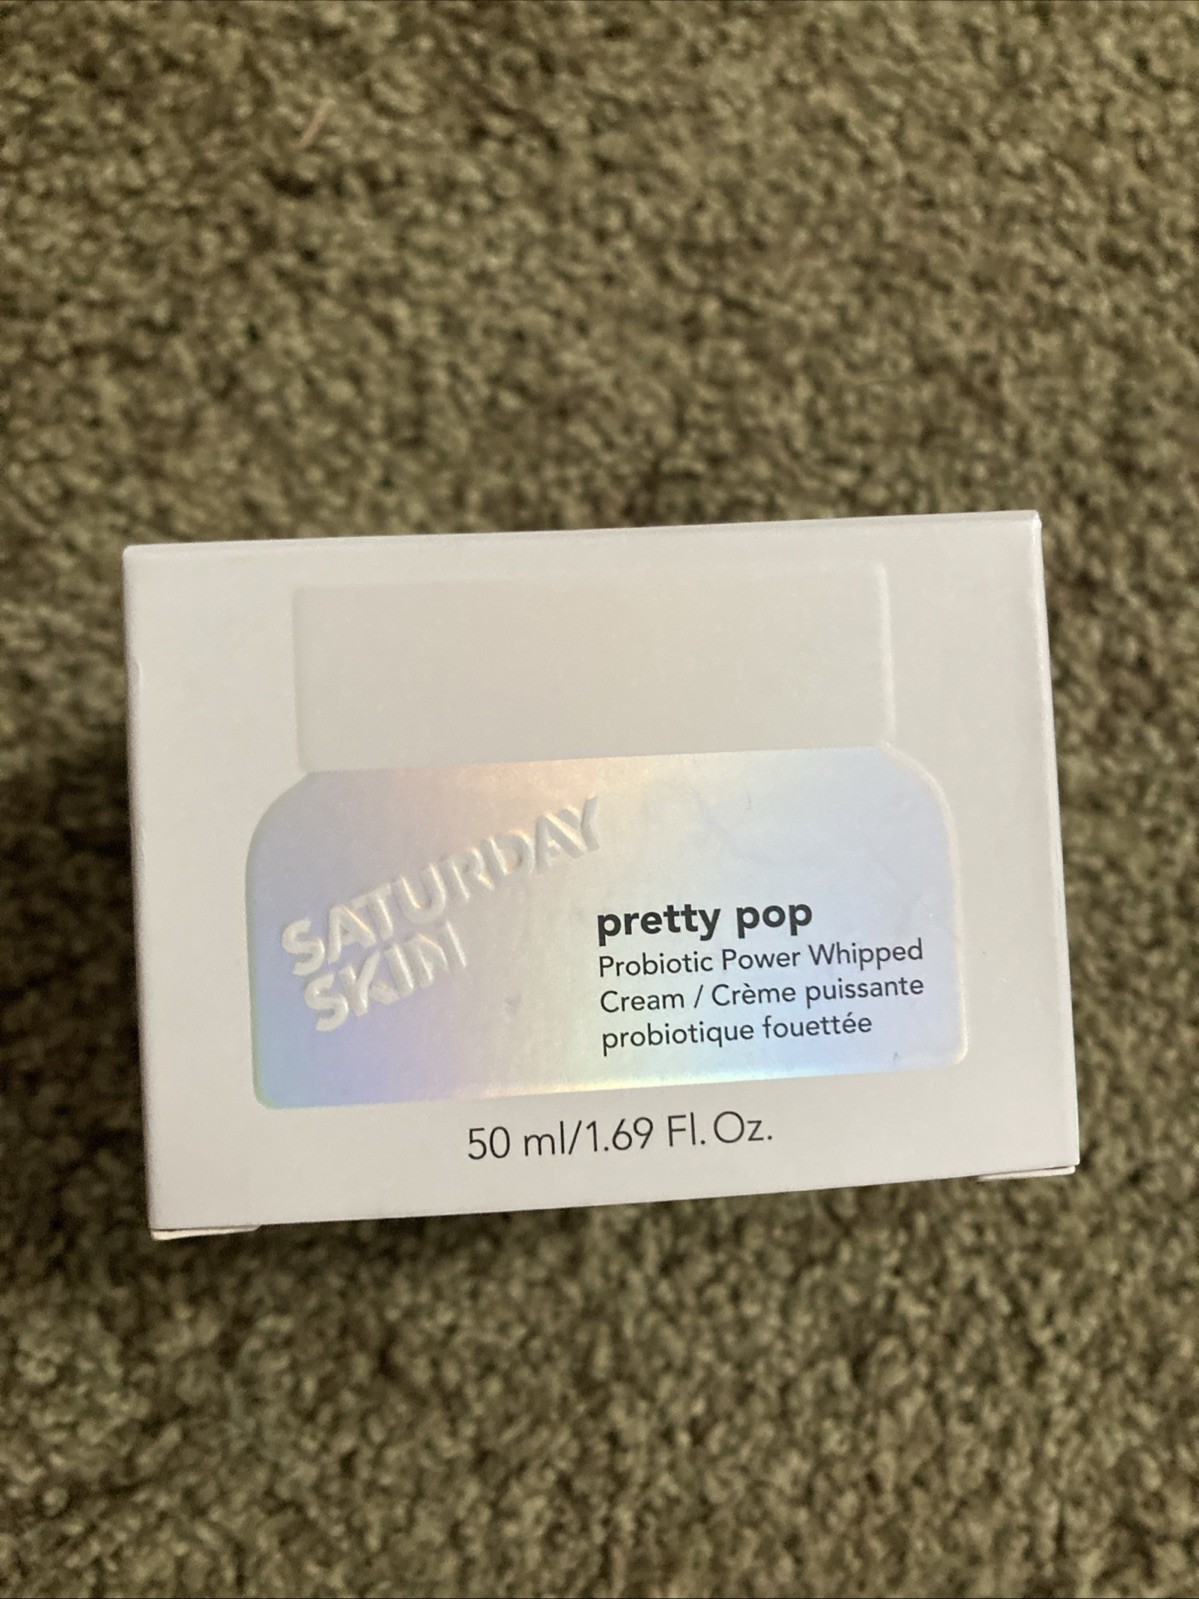 SATURDAY
SKIN
pretty pop
Probiotic Power Whipped
Cream / Crème puissante
probiotique fouettée
50 ml/1.69 Fl. Oz.